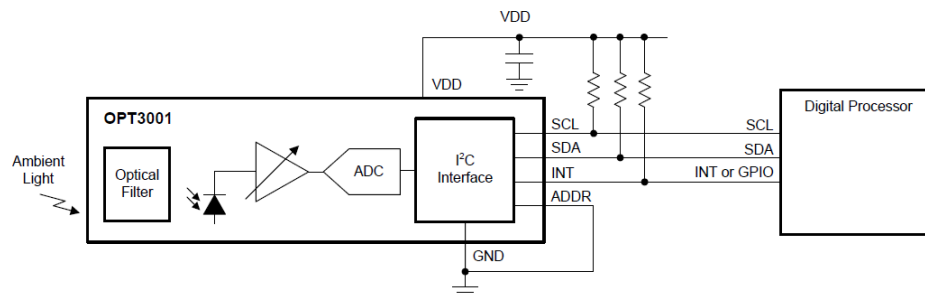 VDD
VDD
OPT3001
Digital Processor
SCL
SCL
Ambient
Light
Optical
Filter
ADC
I²C
Interface
SDA
SDA
INT
INT or GPIO
ADDR
GND